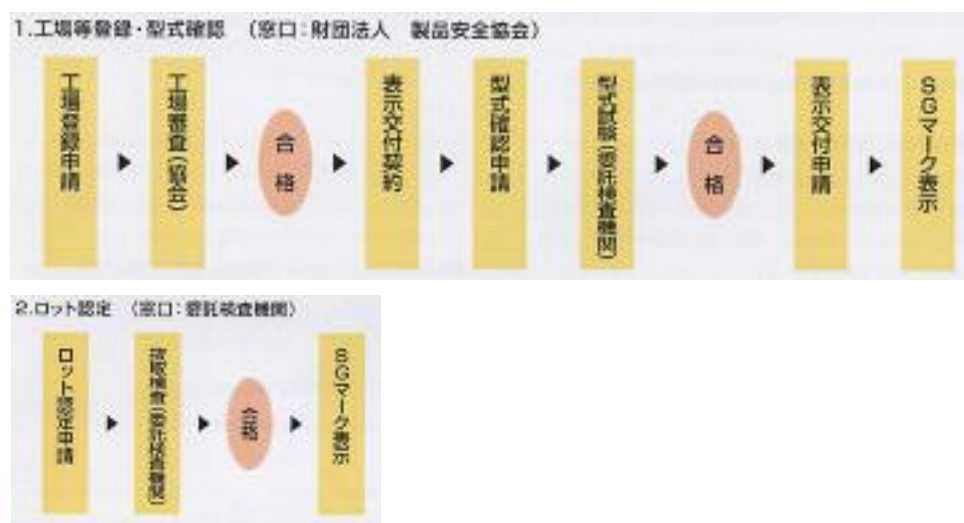 1.工場等登録・型式確認 (窓口:財団法人 製品安全協会)
工場登録申請
工場審査(協会)
合格
表示交付契約
型式確認申請
型式試験(委託検査機関)
合格
表示交付申請
SGマーク表示
2.ロット認定 (窓口:委託検査機関)
ロット認定申請
抜取検査(委託検査機関)
合格
SGマーク表示